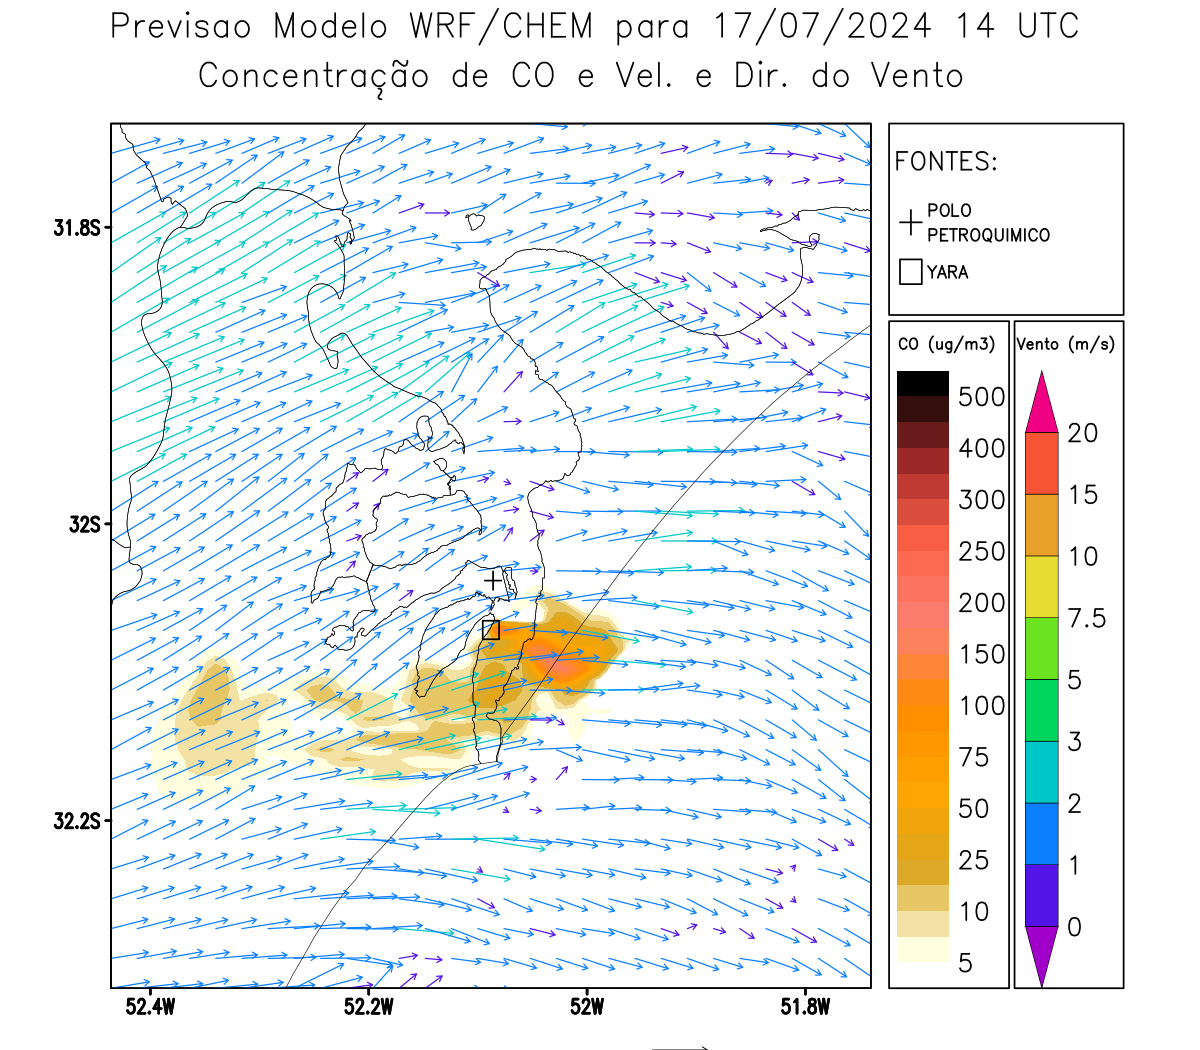 Previsao Modelo WRF/CHEM para 17/07/2024 14 UTC
Concentração de CO e Vel. e Dir. do Vento
FONTES:
POLO
PETROQUIMICO
YARA
CO (ug/m3)
500
400
300
250
200
150
100
75
50
25
10
5
Vento (m/s)
20
15
10
7.5
5
3
2
1
0
31.8S
32S
32.2S
52.4W
52.2W
52W
51.8W